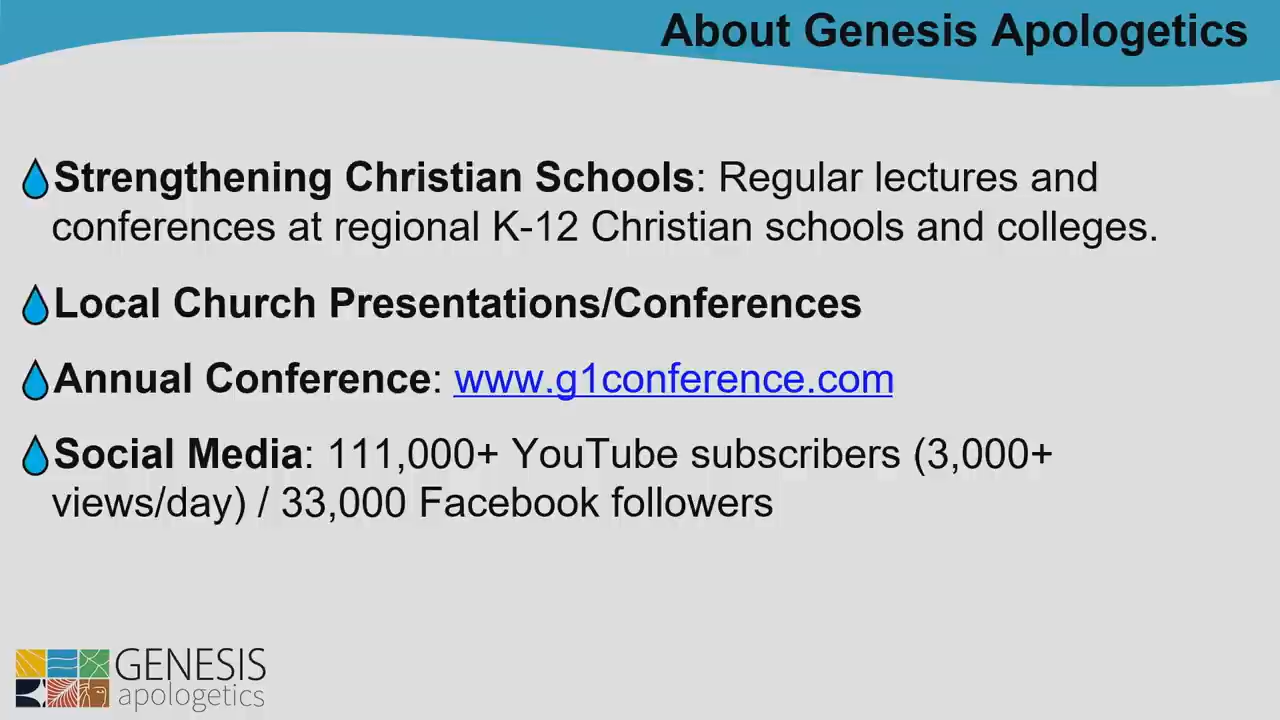 About Genesis Apologetics
Strengthening Christian Schools: Regular lectures and
conferences at regional K-12 Christian schools and colleges.
Local Church Presentations/Conferences
Annual Conference: www.g1conference.com
Social Media: 111,000+ YouTube subscribers (3,000+
views/day) / 33,000 Facebook followers
GENESIS
apologetics